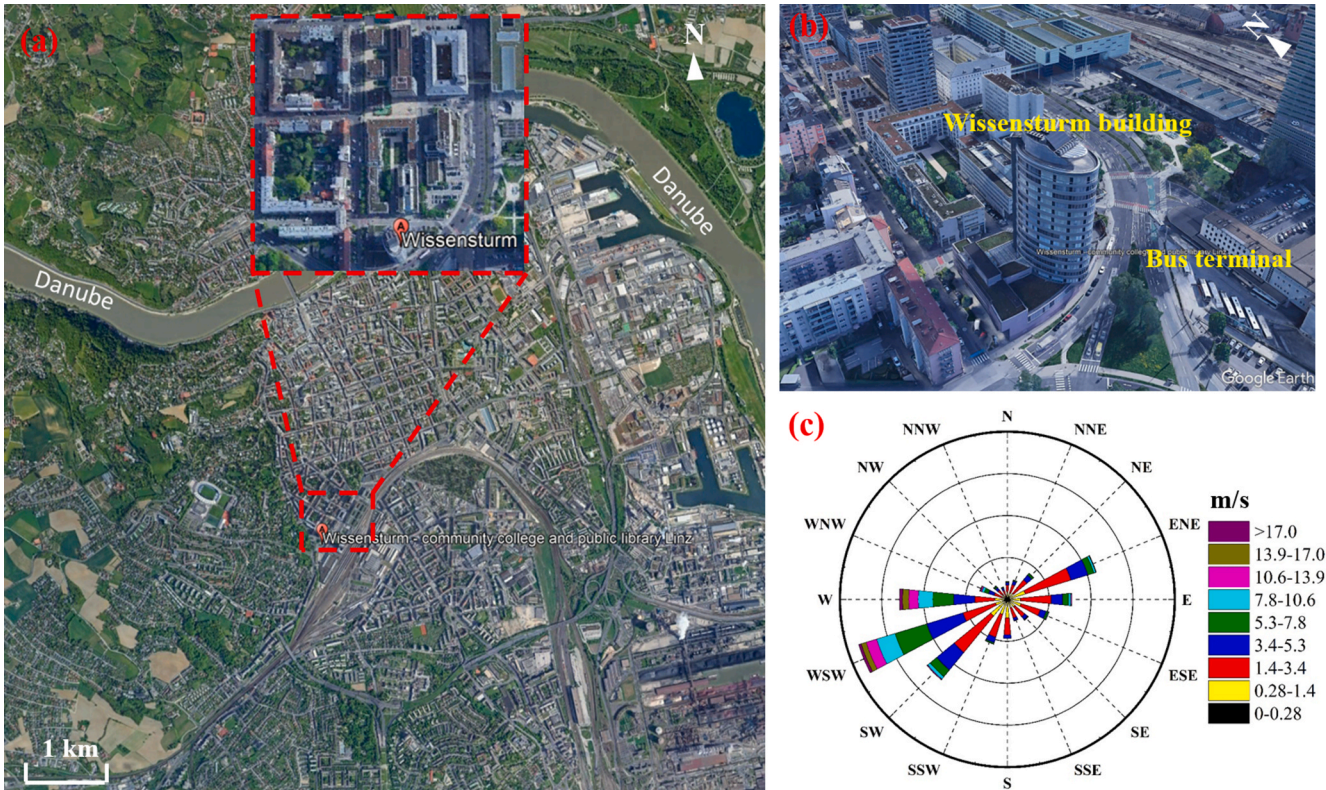 (a)
N
Wissensturm
Danube
Danube
Wissensturm - community college and public library Linz
1 km
(b)
N
Wissensturm building
Wissensturm - community college
Bus terminal
Google Earth
(c)
N
NNE
NE
ENE
E
ESE
SE
SSE
S
SSW
SW
WSW
W
WNW
NW
NNW
m/s
>17.0
13.9-17.0
10.6-13.9
7.8-10.6
5.3-7.8
3.4-5.3
1.4-3.4
0.28-1.4
0-0.28